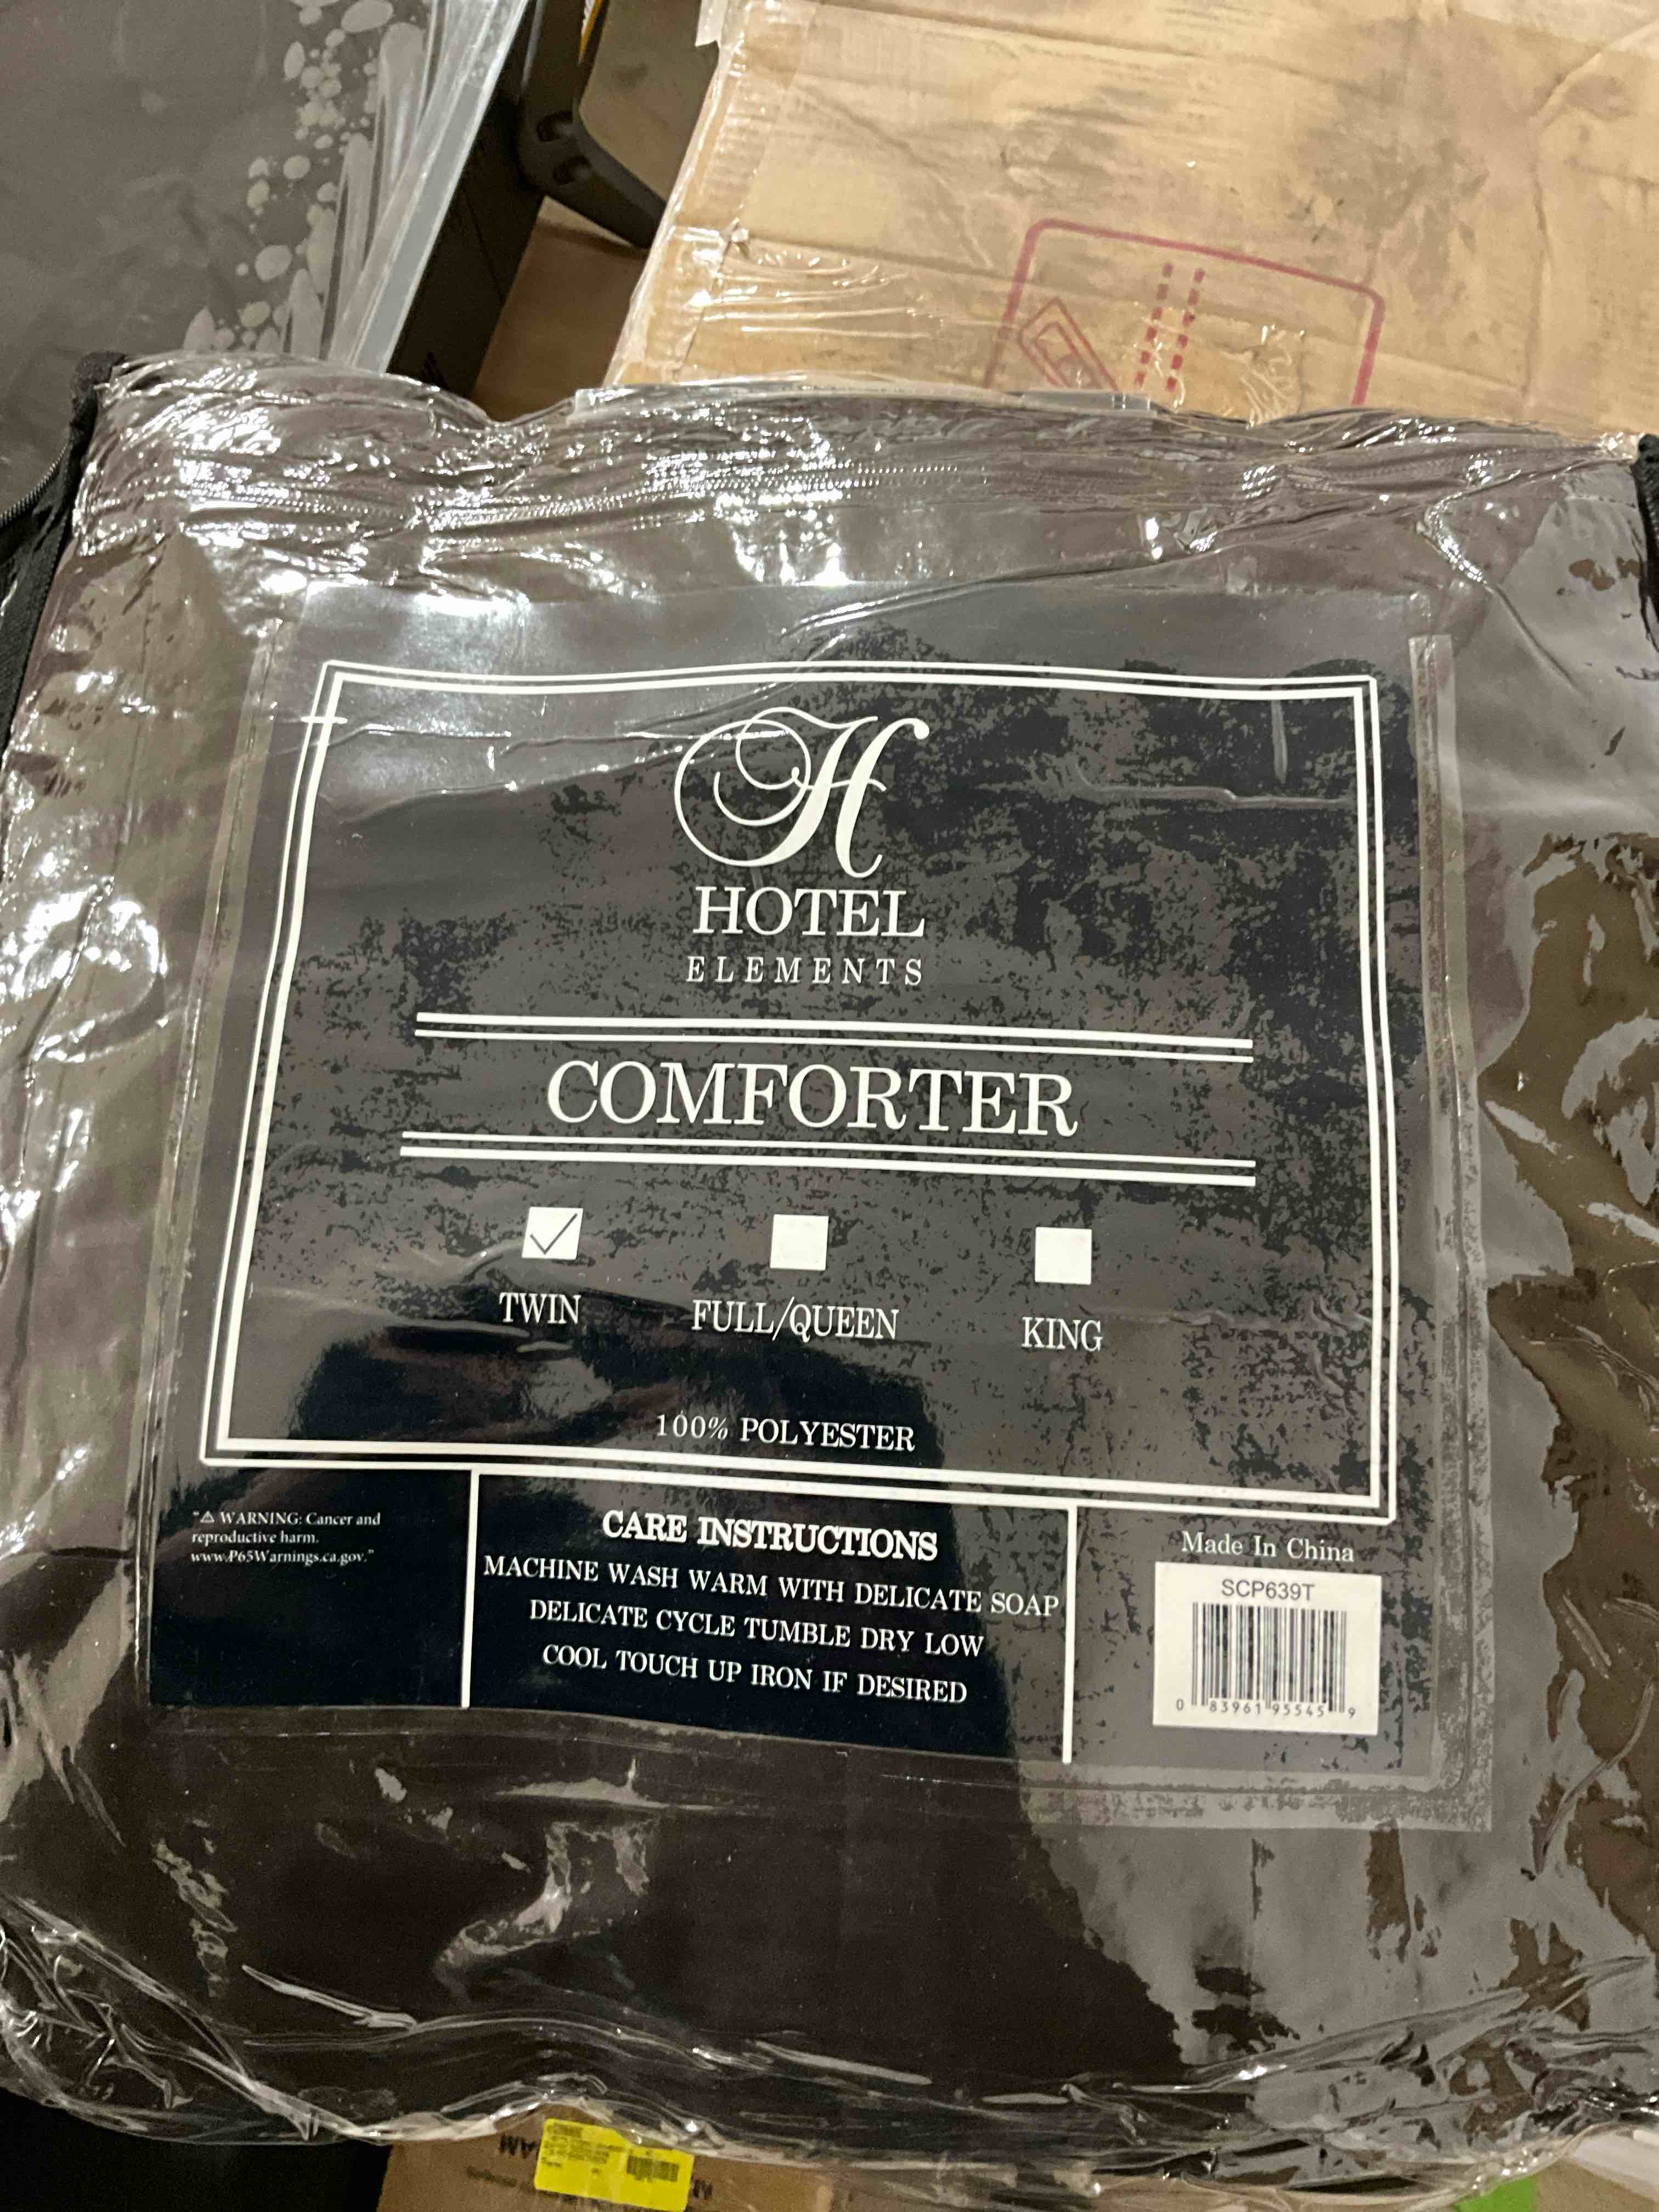 H
HOTEL
ELEMENTS
COMFORTER
TWIN FULL/QUEEN KING
100% POLYESTER
"⚠ WARNING: Cancer and
reproductive harm.
www.P65Warnings.ca.gov."
CARE INSTRUCTIONS
MACHINE WASH WARM WITH DELICATE SOAP
DELICATE CYCLE TUMBLE DRY LOW
COOL TOUCH UP IRON IF DESIRED
Made In China
SCP639T
0 83961 95545 9